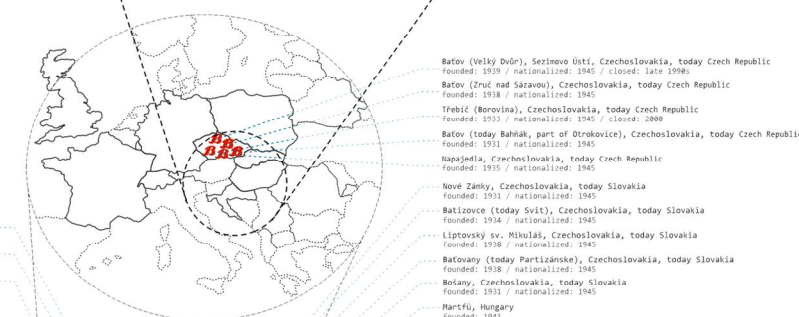 Baťov (Velký Dvůr), Sezimovo Ústí, Czechoslovakia, today Czech Republic
founded: 1939 / nationalized: 1945 / closed: late 1990s
Baťov (Zruč nad Sázavou), Czechoslovakia, today Czech Republic
founded: 1938 / nationalized: 1945
Třebíč (Borovina), Czechoslovakia, today Czech Republic
founded: 1933 / nationalized: 1945 / closed: 2000
Baťov (today Bahňák, part of Otrokovice), Czechoslovakia, today Czech Republic
founded: 1931 / nationalized: 1945
Napajedla, Czechoslovakia, today Czech Republic
founded: 1935 / nationalized: 1945
Nové Zámky, Czechoslovakia, today Slovakia
founded: 1931 / nationalized: 1945
Batizovce (today Svit), Czechoslovakia, today Slovakia
founded: 1934 / nationalized: 1945
Liptovský sv. Mikuláš, Czechoslovakia, today Slovakia
founded: 1938 / nationalized: 1945
Baťovany (today Partizánske), Czechoslovakia, today Slovakia
founded: 1938 / nationalized: 1945
Bošany, Czechoslovakia, today Slovakia
founded: 1931 / nationalized: 1945
Martfű, Hungary
founded: 1941